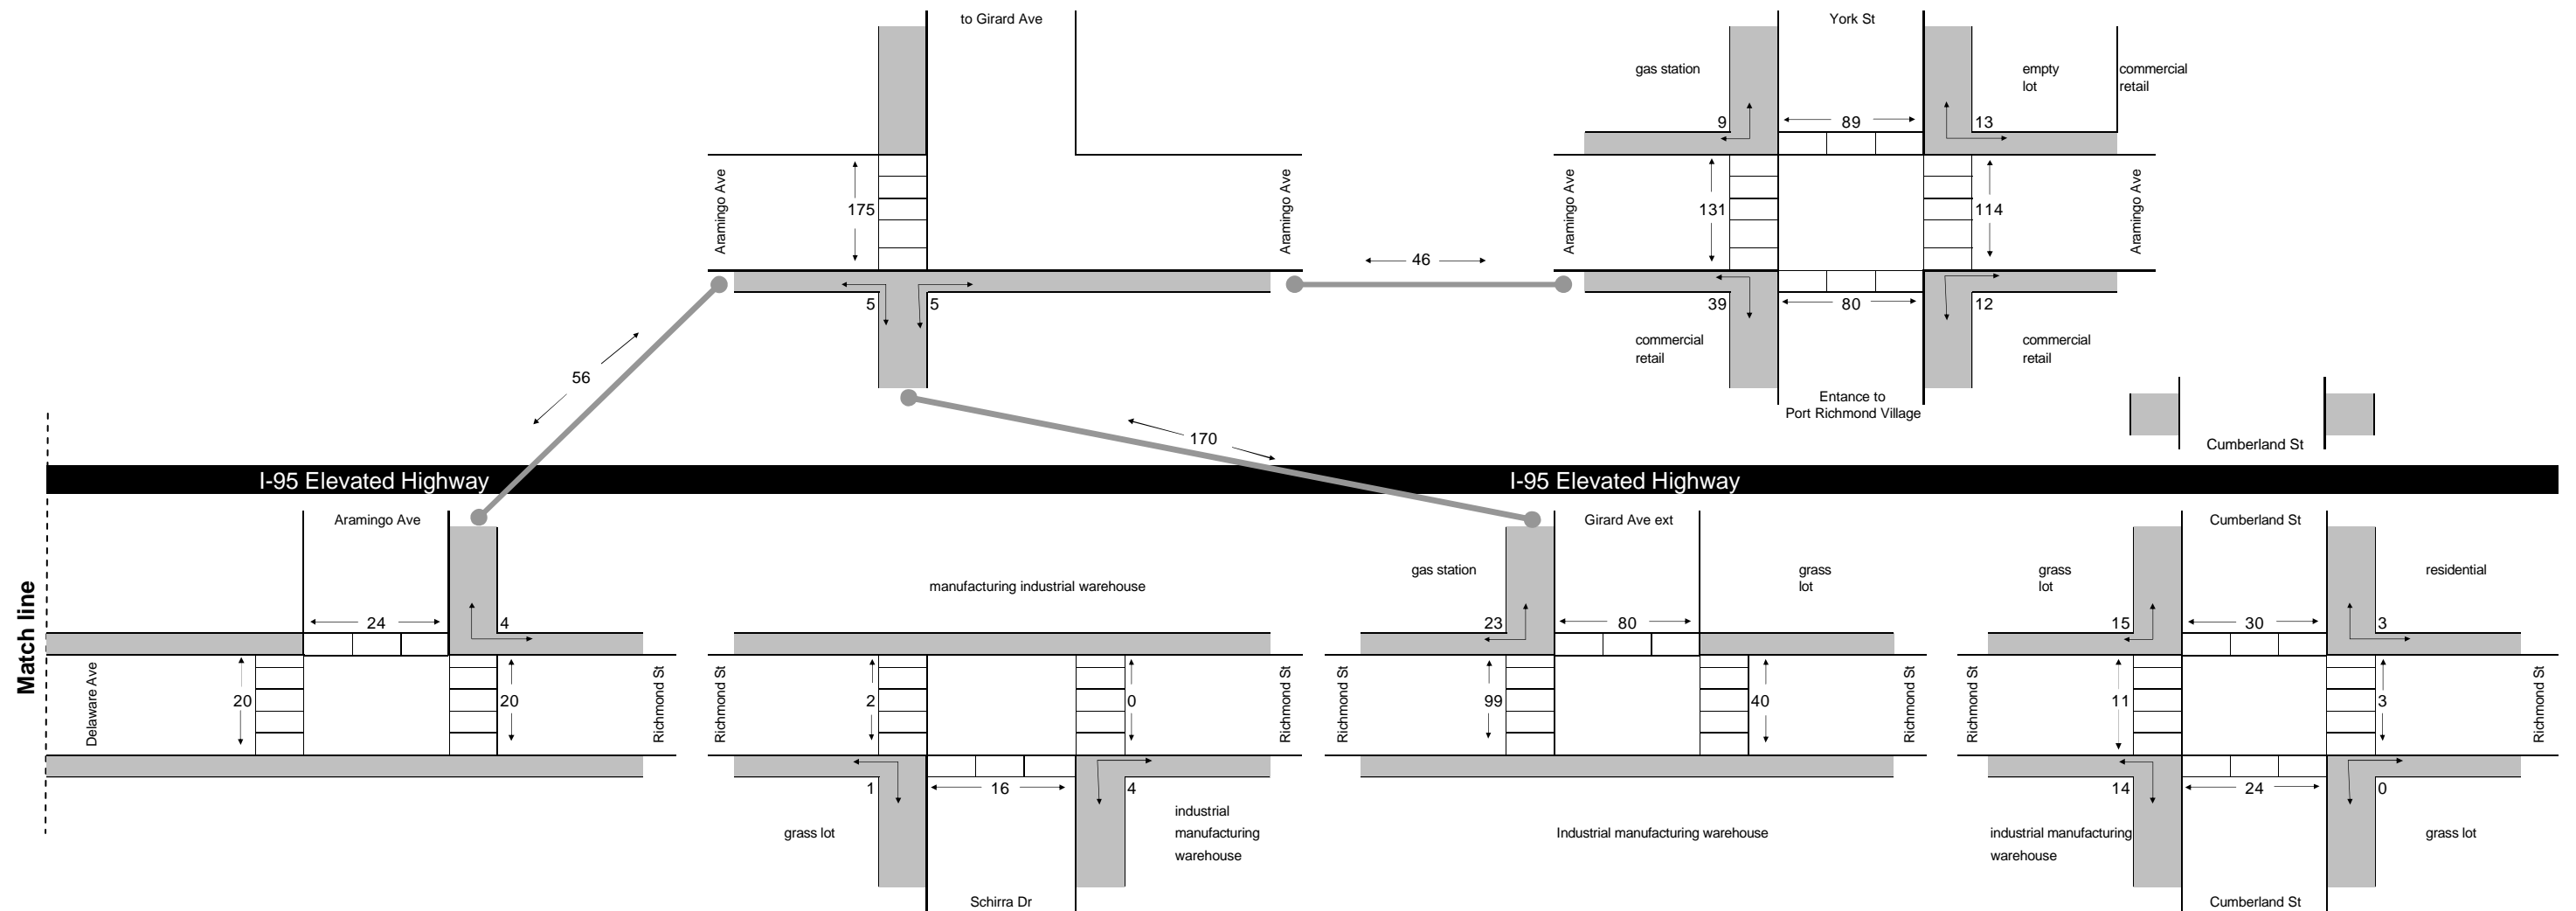 to Girard Ave
York St
gas station
empty
lot
commercial
retail
9
89
13
Aramingo Ave
175
Aramingo Ave
Aramingo Ave
131
114
Aramingo Ave
46
5
5
39
80
12
commercial
retail
commercial
retail
56
Entance to
Port Richmond Village
170
Cumberland St
I-95 Elevated Highway
I-95 Elevated Highway
Match line
Aramingo Ave
24
4
Delaware Ave
20
20
Richmond St
manufacturing industrial warehouse
Richmond St
2
0
Richmond St
1
16
4
grass lot
industrial
manufacturing
warehouse
Schirra Dr
Girard Ave ext
gas station
grass
lot
23
80
Richmond St
99
40
Richmond St
Industrial manufacturing warehouse
Cumberland St
grass
lot
residential
15
30
3
Richmond St
11
3
Richmond St
14
24
0
industrial manufacturing
warehouse
grass lot
Cumberland St